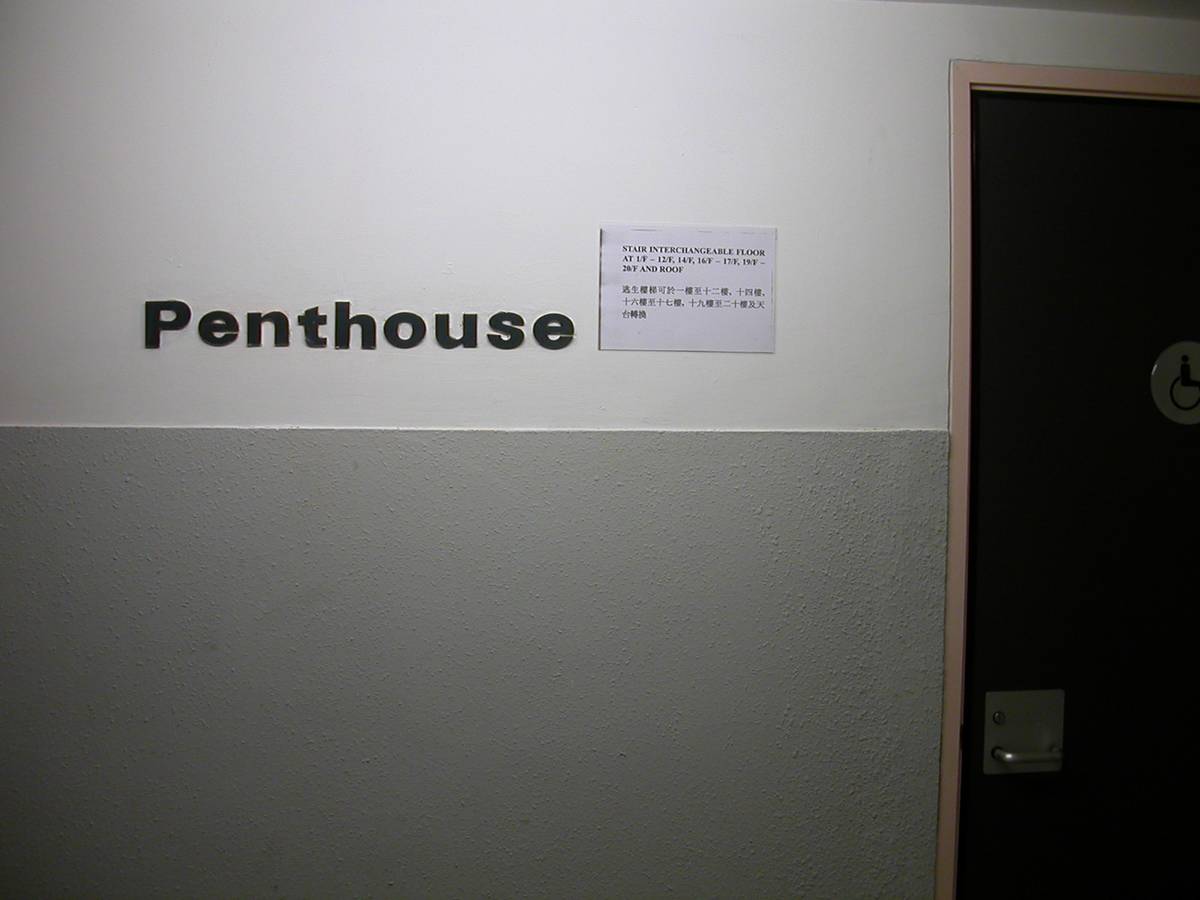 Penthouse
STAIR INTERCHANGEABLE FLOOR
AT 1/F – 12/F, 14/F, 16/F – 17/F, 19/F –
20/F AND ROOF
逃生樓梯可於一樓至十二樓、十四樓、
十六樓至十七樓、十九樓至二十樓及天
台轉換